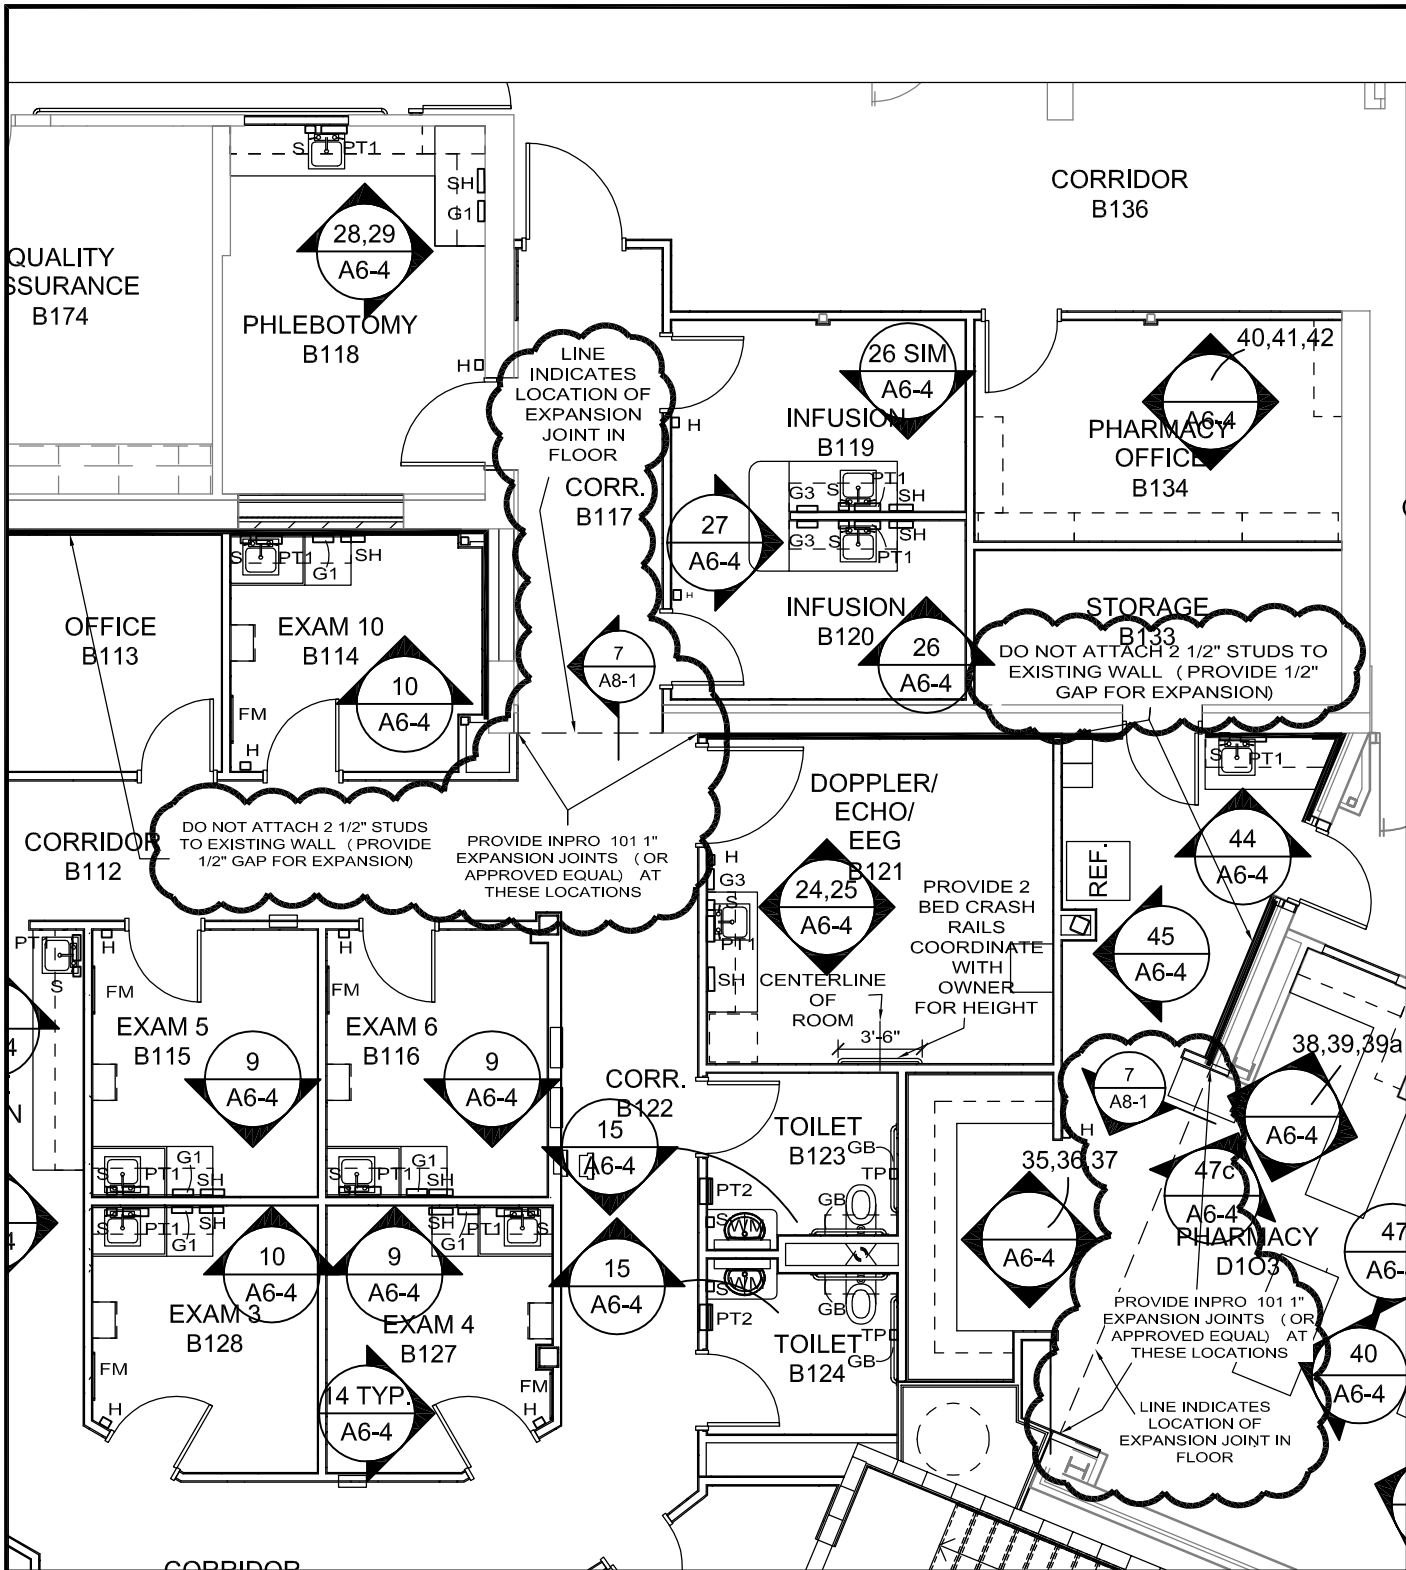 CORRIDOR
B136
S
PT1
SH
G1
28,29
A6-4
QUALITY
SSURANCE
B174
PHLEBOTOMY
B118
H
LINE
INDICATES
LOCATION OF
EXPANSION
JOINT IN
FLOOR
CORR.
B117
26 SIM
A6-4
INFUSION
B119
H
40,41,42
A6-4
PHARMACY
OFFICE
B134
G3
S
PT1
SH
27
A6-4
G3
S
PT1
SH
H
INFUSION
B120
26
A6-4
STORAGE
B133
DO NOT ATTACH 2 1/2" STUDS TO
EXISTING WALL (PROVIDE 1/2"
GAP FOR EXPANSION)
S
PT1
G1
SH
OFFICE
B113
EXAM 10
B114
10
A6-4
FM
H
7
A8-1
CORRIDOR
B112
DO NOT ATTACH 2 1/2" STUDS
TO EXISTING WALL (PROVIDE
1/2" GAP FOR EXPANSION)
PROVIDE INPRO 101 1"
EXPANSION JOINTS (OR
APPROVED EQUAL) AT
THESE LOCATIONS
DOPPLER/
ECHO/
EEG
B121
H
G3
S
PT1
SH
24,25
A6-4
PROVIDE 2
BED CRASH
RAILS
COORDINATE
WITH
OWNER
FOR HEIGHT
CENTERLINE
OF
ROOM
3'-6"
S
PT1
REF.
44
A6-4
45
A6-4
S
H
FM
EXAM 5
B115
9
A6-4
H
FM
EXAM 6
B116
9
A6-4
CORR.
B122
15
A6-4
PT1
G1
SH
PT1
G1
SH
S
S
TOILET
B123
GB
TP
PT2
GB
S
35,36,37
A6-4
H
7
A8-1
38,39,39a
A6-4
47c
A6-4
PHARMACY
D1O3
47
A6-
S
PT1
G1
SH
10
A6-4
EXAM 3
B128
FM
H
SH
G1
PT1
S
9
A6-4
EXAM 4
B127
FM
H
14 TYP.
A6-4
15
A6-4
S
PT2
GB
TP
GB
TOILET
B124
PROVIDE INPRO 101 1"
EXPANSION JOINTS (OR
APPROVED EQUAL) AT
THESE LOCATIONS
40
A6-4
LINE INDICATES
LOCATION OF
EXPANSION JOINT IN
FLOOR
CORRIDOR